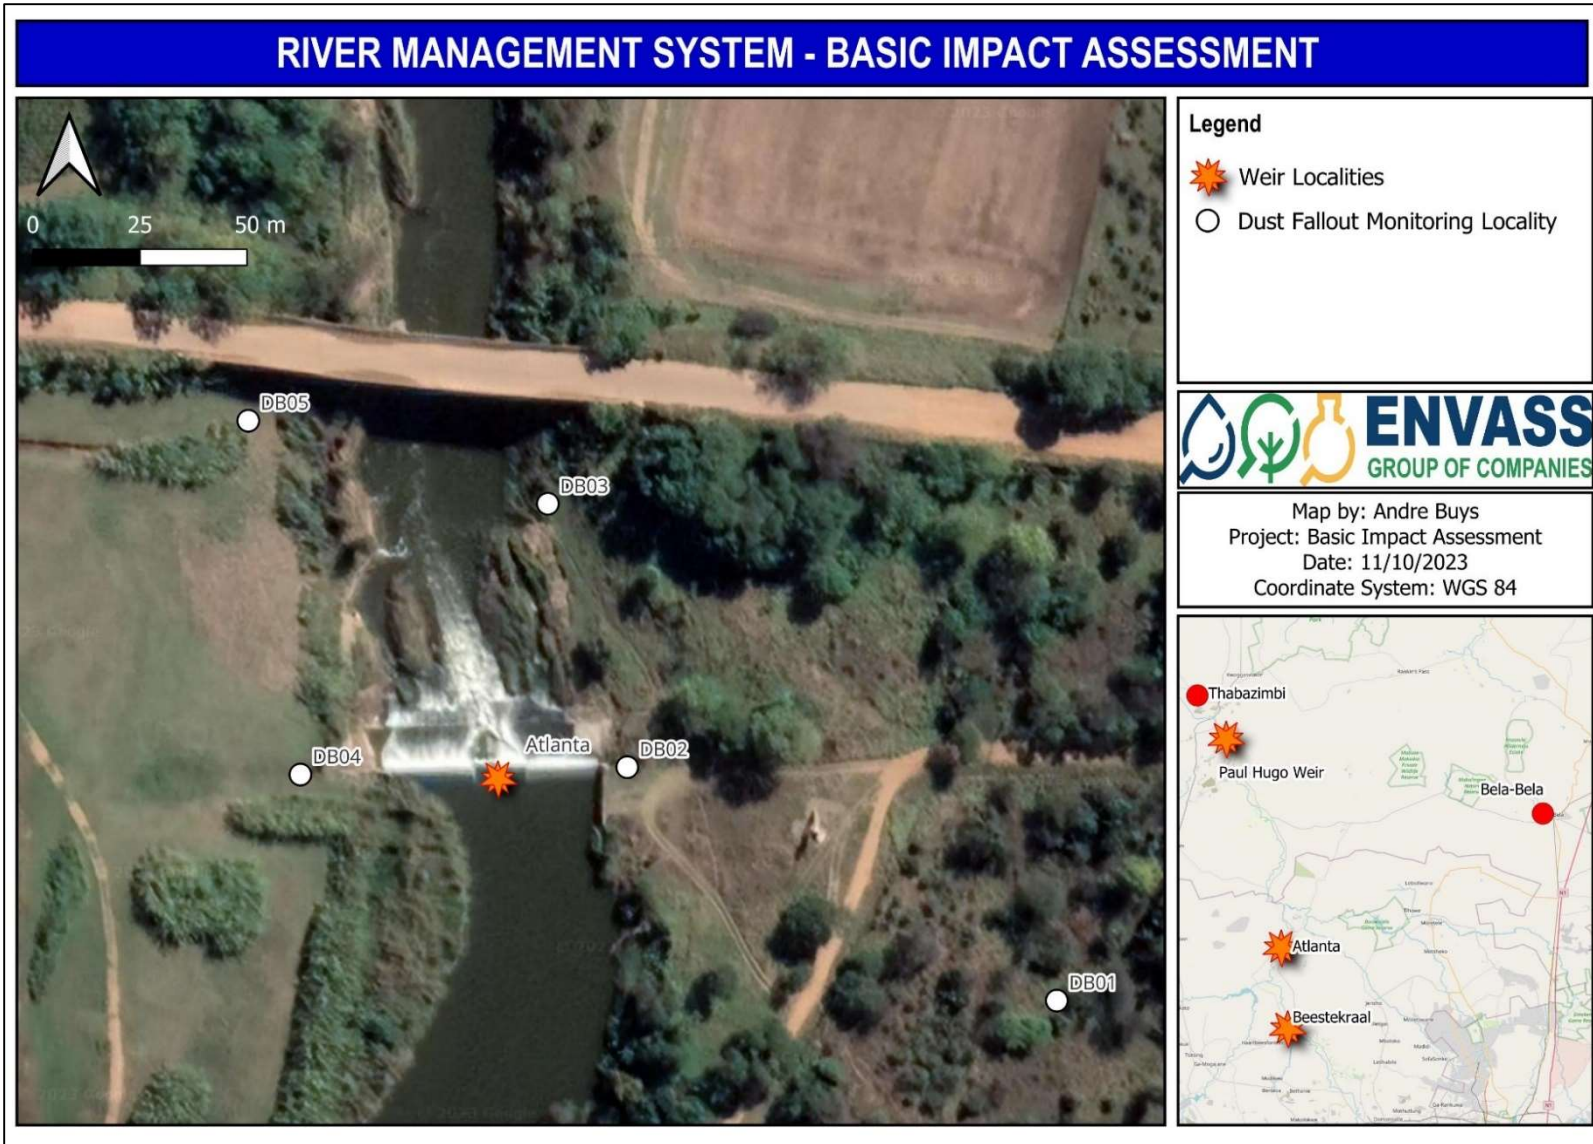 RIVER MANAGEMENT SYSTEM - BASIC IMPACT ASSESSMENT
0 25 50 m
DB05
DB03
DB04
Atlanta
DB02
DB01
Legend
Weir Localities
Dust Fallout Monitoring Locality
ENVASS
GROUP OF COMPANIES
Map by: Andre Buys
Project: Basic Impact Assessment
Date: 11/10/2023
Coordinate System: WGS 84
Thabazimbi
Paul Hugo Weir
Bela-Bela
Atlanta
Beestekraal
N1
N1